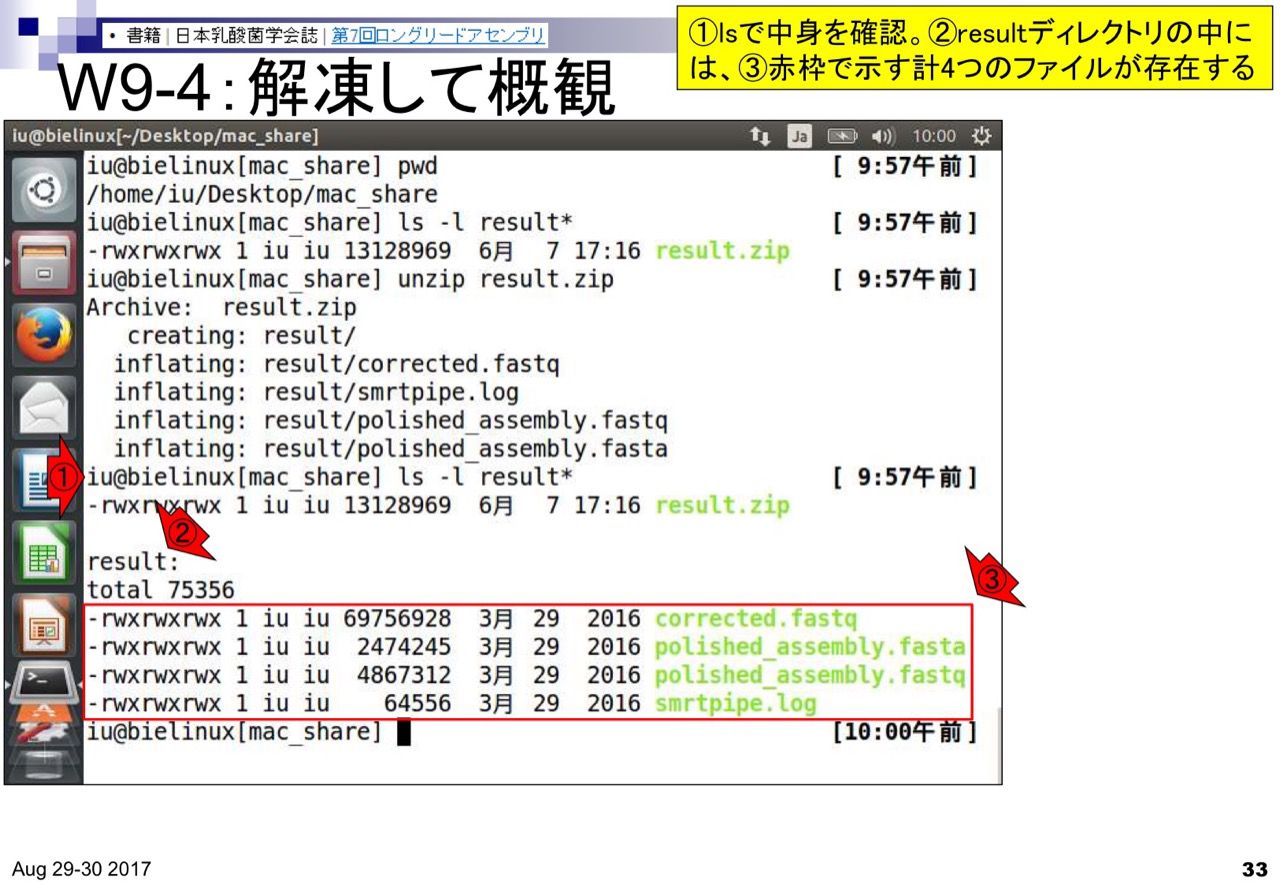 • 書籍 | 日本乳酸菌学会誌 | 第7回ロングリードアセンブリ
W9-4：解凍して概観
①lsで中身を確認。②resultディレクトリの中に
は、③赤枠で示す計4つのファイルが存在する
iu@bielinux[~/Desktop/mac_share] Ja 10:00
iu@bielinux[mac_share] pwd [ 9:57午前]
/home/iu/Desktop/mac_share
iu@bielinux[mac_share] ls -l result* [ 9:57午前]
-rwxrwxrwx 1 iu iu 13128969 6月 7 17:16 result.zip
iu@bielinux[mac_share] unzip result.zip [ 9:57午前]
Archive: result.zip
creating: result/
inflating: result/corrected.fastq
inflating: result/smrtpipe.log
inflating: result/polished_assembly.fastq
inflating: result/polished_assembly.fasta
① iu@bielinux[mac_share] ls -l result* [ 9:57午前]
-rwxrwxrwx 1 iu iu 13128969 6月 7 17:16 result.zip
②
result:
③
total 75356
-rwxrwxrwx 1 iu iu 69756928 3月 29 2016 corrected.fastq
-rwxrwxrwx 1 iu iu 2474245 3月 29 2016 polished_assembly.fasta
-rwxrwxrwx 1 iu iu 4867312 3月 29 2016 polished_assembly.fastq
-rwxrwxrwx 1 iu iu 64556 3月 29 2016 smrtpipe.log
iu@bielinux[mac_share] [10:00午前]
Aug 29-30 2017
33